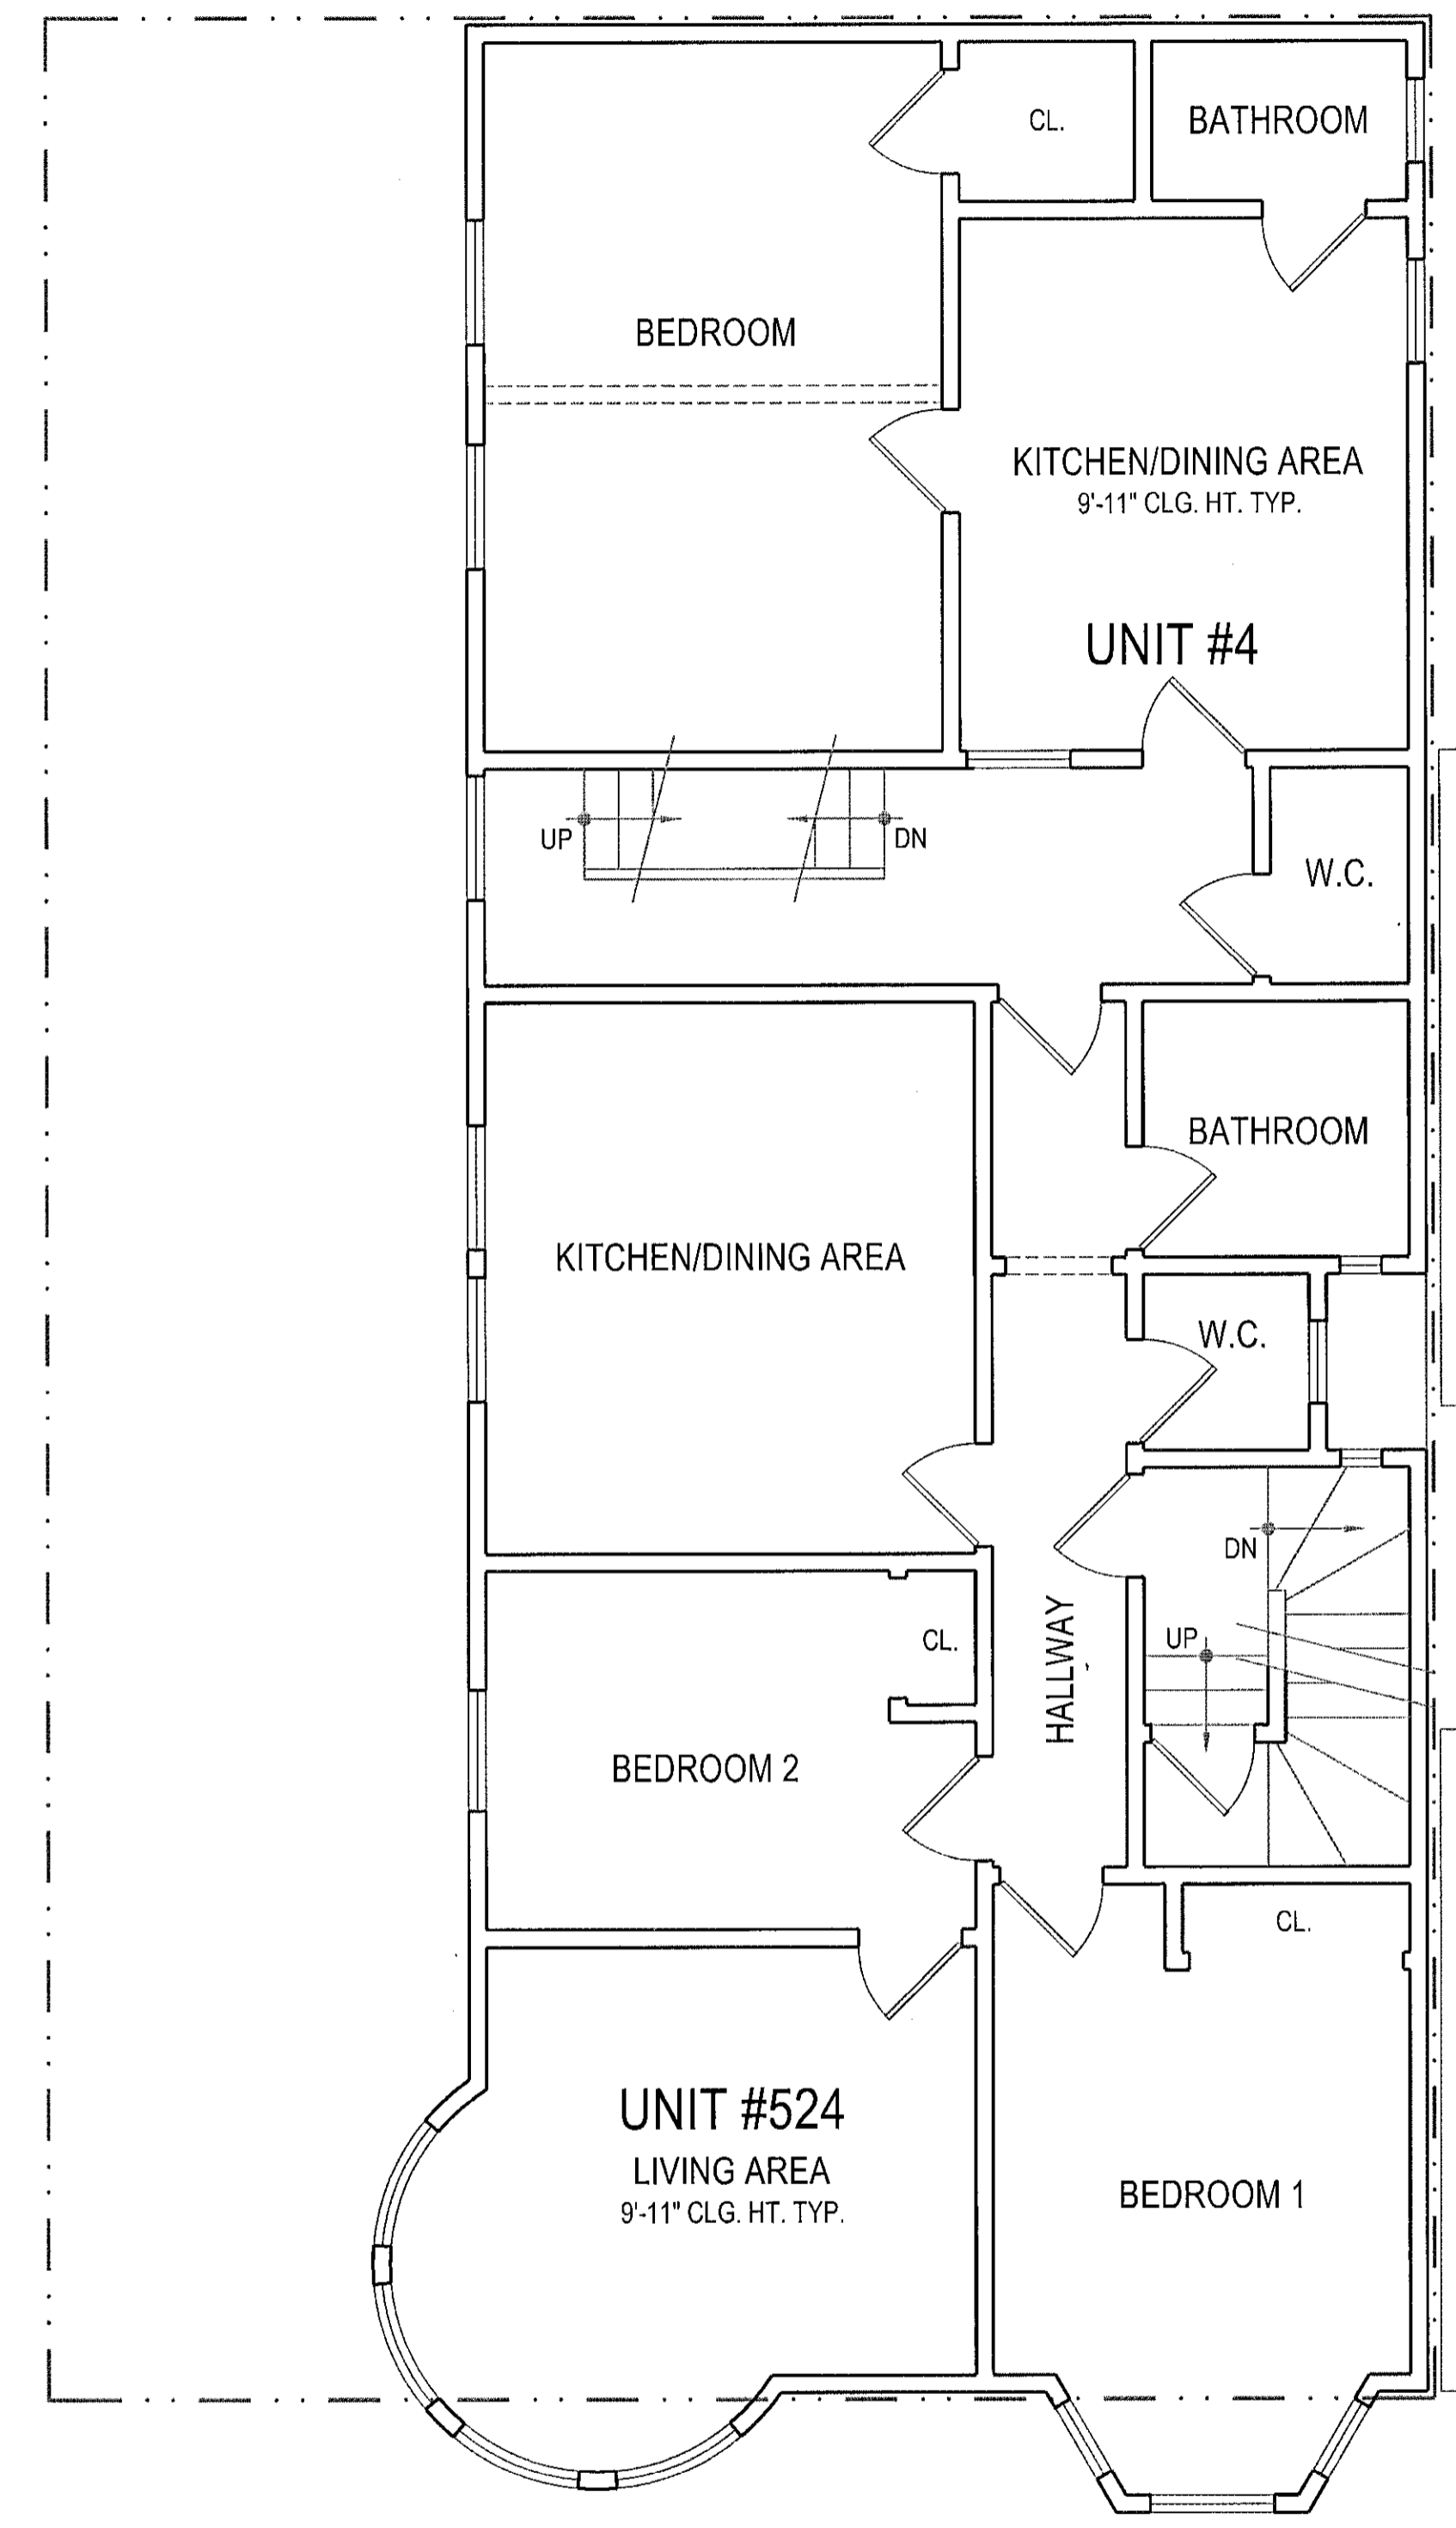 CL.
BATHROOM
BEDROOM
KITCHEN/DINING AREA
9'-11" CLG. HT. TYP.
UNIT #4
UP
DN
W.C.
BATHROOM
KITCHEN/DINING AREA
W.C.
DN
UP
CL.
HALLWAY
BEDROOM 2
CL.
UNIT #524
LIVING AREA
9'-11" CLG. HT. TYP.
BEDROOM 1